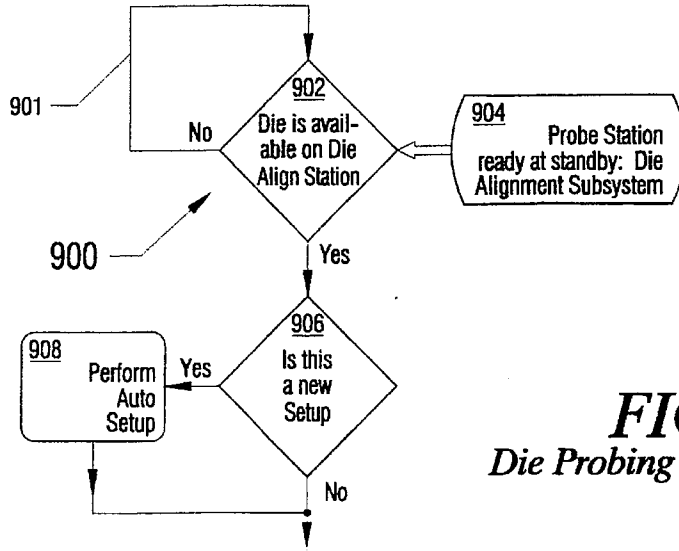 901
902
Die is avail-
able on Die
Align Station
No
904
Probe Station
ready at standby: Die
Alignment Subsystem
900
Yes
906
Is this
a new
Setup
908
Perform
Auto
Setup
Yes
No
Die Probing